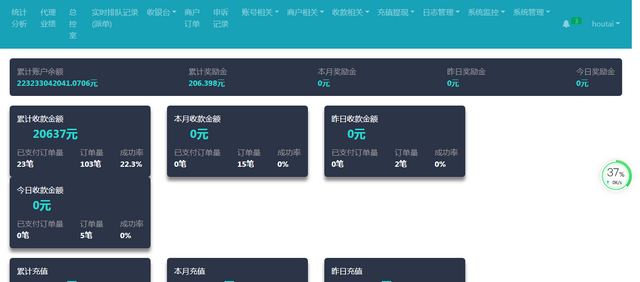 统计分析 代理业绩 总控室 实时排队记录(派单) 收银台 商户订单 申诉记录 账号相关 商户相关 收款相关 充值提现 日志管理 系统监控 系统管理 houtai
累计账户余额 累计奖励金 本月奖励金 昨日奖励金 今日奖励金
223233042041.0706元 206.398元 0元 0元 0元
累计收款金额 本月收款金额 昨日收款金额
20637元 0元 0元
已支付订单量 订单量 成功率 已支付订单量 订单量 成功率 已支付订单量 订单量 成功率
23笔 103笔 22.3% 0笔 15笔 0% 0笔 2笔 0%
37%
0K/s
今日收款金额
0元
已支付订单量 订单量 成功率
0笔 5笔 0%
累计充值 本月充值 昨日充值